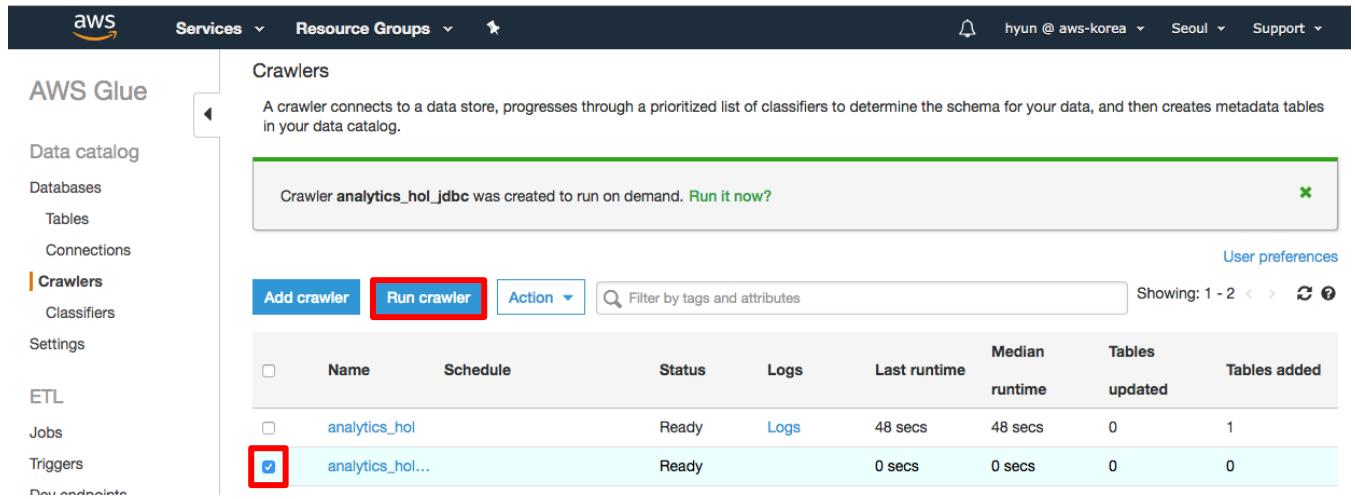 aws
Services
Resource Groups
hyun @ aws-korea
Seoul
Support
AWS Glue
Data catalog
Databases
Tables
Connections
Crawlers
Classifiers
Settings
ETL
Jobs
Triggers
Dev endpoints
Crawlers
A crawler connects to a data store, progresses through a prioritized list of classifiers to determine the schema for your data, and then creates metadata tables
in your data catalog.
Crawler analytics_hol_jdbc was created to run on demand. Run it now?
User preferences
Add crawler
Run crawler
Action
Filter by tags and attributes
Showing: 1 - 2 < >
Name Schedule Status Logs Last runtime Median runtime Tables updated Tables added
analytics_hol Ready Logs 48 secs 48 secs 0 1
analytics_hol... Ready 0 secs 0 secs 0 0